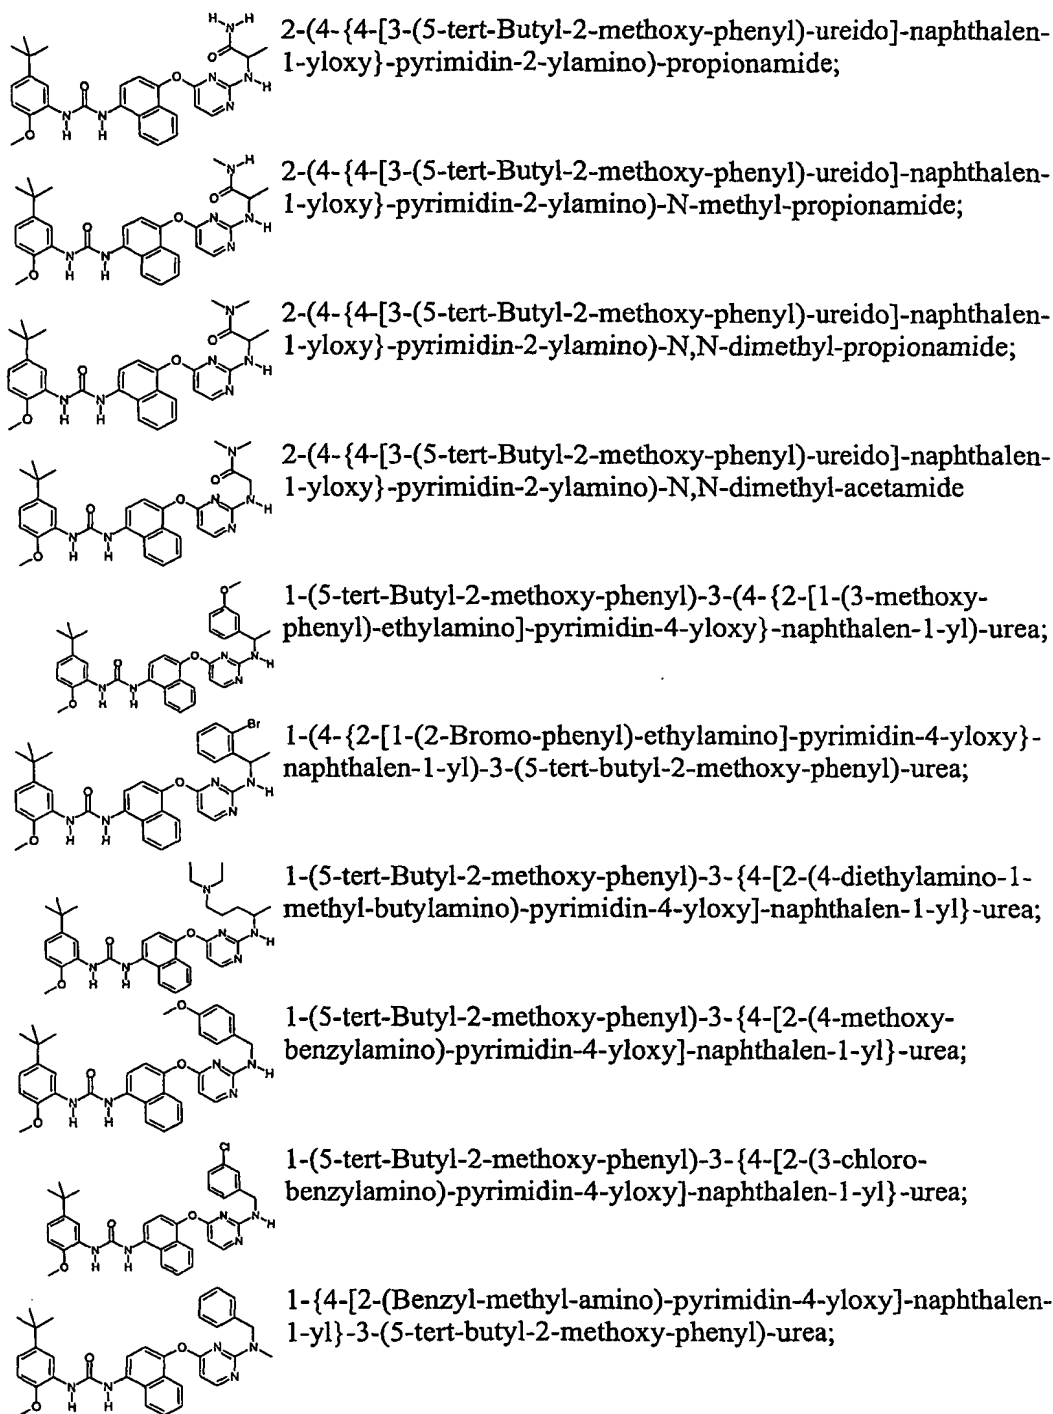 2-(4-{4-[3-(5-tert-Butyl-2-methoxy-phenyl)-ureido]-naphthalen-
1-yloxy}-pyrimidin-2-ylamino)-propionamide;
2-(4-{4-[3-(5-tert-Butyl-2-methoxy-phenyl)-ureido]-naphthalen-
1-yloxy}-pyrimidin-2-ylamino)-N-methyl-propionamide;
2-(4-{4-[3-(5-tert-Butyl-2-methoxy-phenyl)-ureido]-naphthalen-
1-yloxy}-pyrimidin-2-ylamino)-N,N-dimethyl-propionamide;
2-(4-{4-[3-(5-tert-Butyl-2-methoxy-phenyl)-ureido]-naphthalen-
1-yloxy}-pyrimidin-2-ylamino)-N,N-dimethyl-acetamide
1-(5-tert-Butyl-2-methoxy-phenyl)-3-(4-{2-[1-(3-methoxy-
phenyl)-ethylamino]-pyrimidin-4-yloxy}-naphthalen-1-yl)-urea;
1-(4-{2-[1-(2-Bromo-phenyl)-ethylamino]-pyrimidin-4-yloxy}-
naphthalen-1-yl)-3-(5-tert-butyl-2-methoxy-phenyl)-urea;
1-(5-tert-Butyl-2-methoxy-phenyl)-3-{4-[2-(4-diethylamino-1-
methyl-butylamino)-pyrimidin-4-yloxy]-naphthalen-1-yl}-urea;
1-(5-tert-Butyl-2-methoxy-phenyl)-3-{4-[2-(4-methoxy-
benzylamino)-pyrimidin-4-yloxy]-naphthalen-1-yl}-urea;
1-(5-tert-Butyl-2-methoxy-phenyl)-3-{4-[2-(3-chloro-
benzylamino)-pyrimidin-4-yloxy]-naphthalen-1-yl}-urea;
1-{4-[2-(Benzyl-methyl-amino)-pyrimidin-4-yloxy]-naphthalen-
1-yl}-3-(5-tert-butyl-2-methoxy-phenyl)-urea;